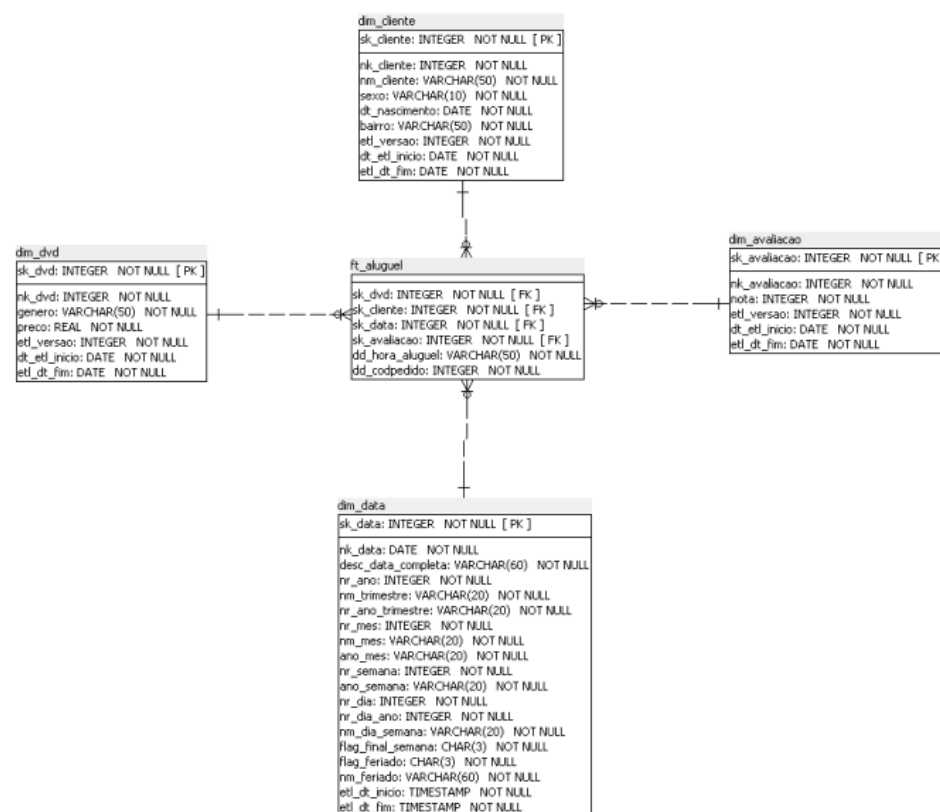 dim_cliente
sk_cliente: INTEGER NOT NULL [ PK ]
nk_cliente: INTEGER NOT NULL
nm_cliente: VARCHAR(50) NOT NULL
sexo: VARCHAR(10) NOT NULL
dt_nascimento: DATE NOT NULL
bairro: VARCHAR(50) NOT NULL
etl_versao: INTEGER NOT NULL
dt_etl_inicio: DATE NOT NULL
etl_dt_fim: DATE NOT NULL
dim_dvd
sk_dvd: INTEGER NOT NULL [ PK ]
nk_dvd: INTEGER NOT NULL
genero: VARCHAR(50) NOT NULL
preco: REAL NOT NULL
etl_versao: INTEGER NOT NULL
dt_etl_inicio: DATE NOT NULL
etl_dt_fim: DATE NOT NULL
ft_aluguel
sk_dvd: INTEGER NOT NULL [ FK ]
sk_cliente: INTEGER NOT NULL [ FK ]
sk_data: INTEGER NOT NULL [ FK ]
sk_avaliacao: INTEGER NOT NULL [ FK ]
dd_hora_aluguel: VARCHAR(50) NOT NULL
dd_codpedido: INTEGER NOT NULL
dim_avaliacao
sk_avaliacao: INTEGER NOT NULL [ PK
nk_avaliacao: INTEGER NOT NULL
nota: INTEGER NOT NULL
etl_versao: INTEGER NOT NULL
dt_etl_inicio: DATE NOT NULL
etl_dt_fim: DATE NOT NULL
dim_data
sk_data: INTEGER NOT NULL [ PK ]
nk_data: DATE NOT NULL
desc_data_completa: VARCHAR(60) NOT NULL
nr_ano: INTEGER NOT NULL
nm_trimestre: VARCHAR(20) NOT NULL
nr_ano_trimestre: VARCHAR(20) NOT NULL
nr_mes: INTEGER NOT NULL
nm_mes: VARCHAR(20) NOT NULL
ano_mes: VARCHAR(20) NOT NULL
nr_semana: INTEGER NOT NULL
ano_semana: VARCHAR(20) NOT NULL
nr_dia: INTEGER NOT NULL
nr_dia_ano: INTEGER NOT NULL
nm_dia_semana: VARCHAR(20) NOT NULL
flag_final_semana: CHAR(3) NOT NULL
flag_feriado: CHAR(3) NOT NULL
nm_feriado: VARCHAR(60) NOT NULL
etl_dt_inicio: TIMESTAMP NOT NULL
etl_dt_fim: TIMESTAMP NOT NULL